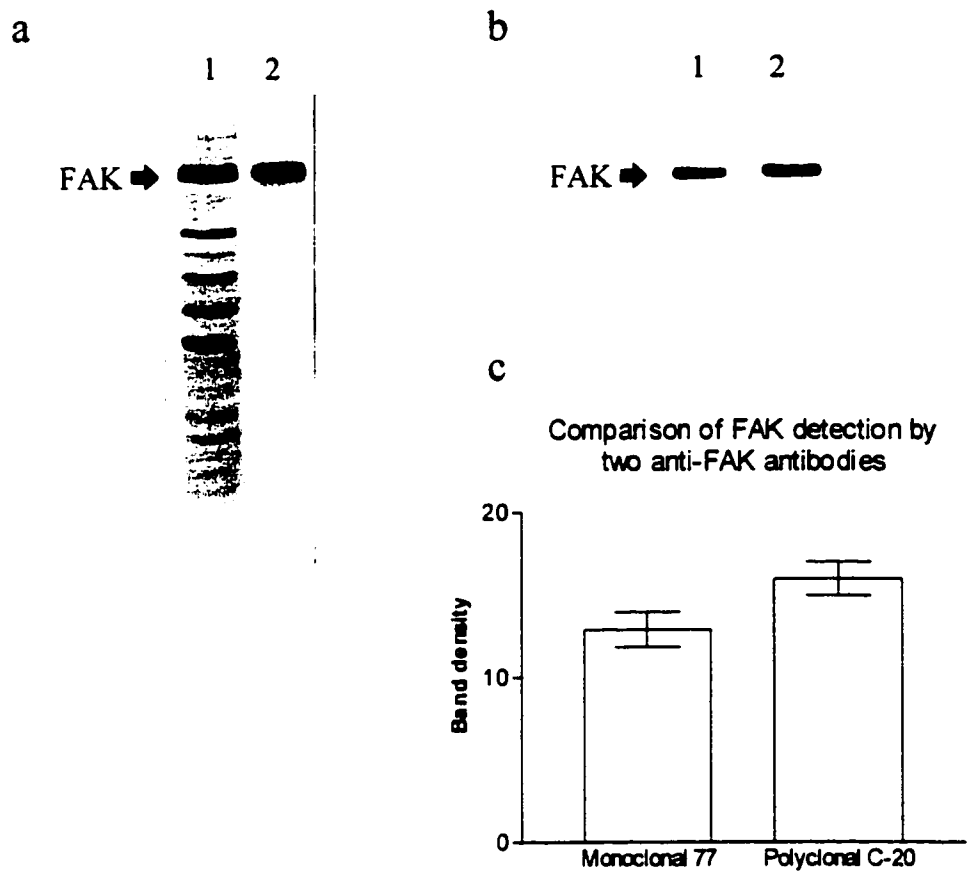 a
1 2
FAK
b
1 2
FAK
c
Comparison of FAK detection by
two anti-FAK antibodies
20
10
0
Band density
Monoclonal 77 Polyclonal C-20